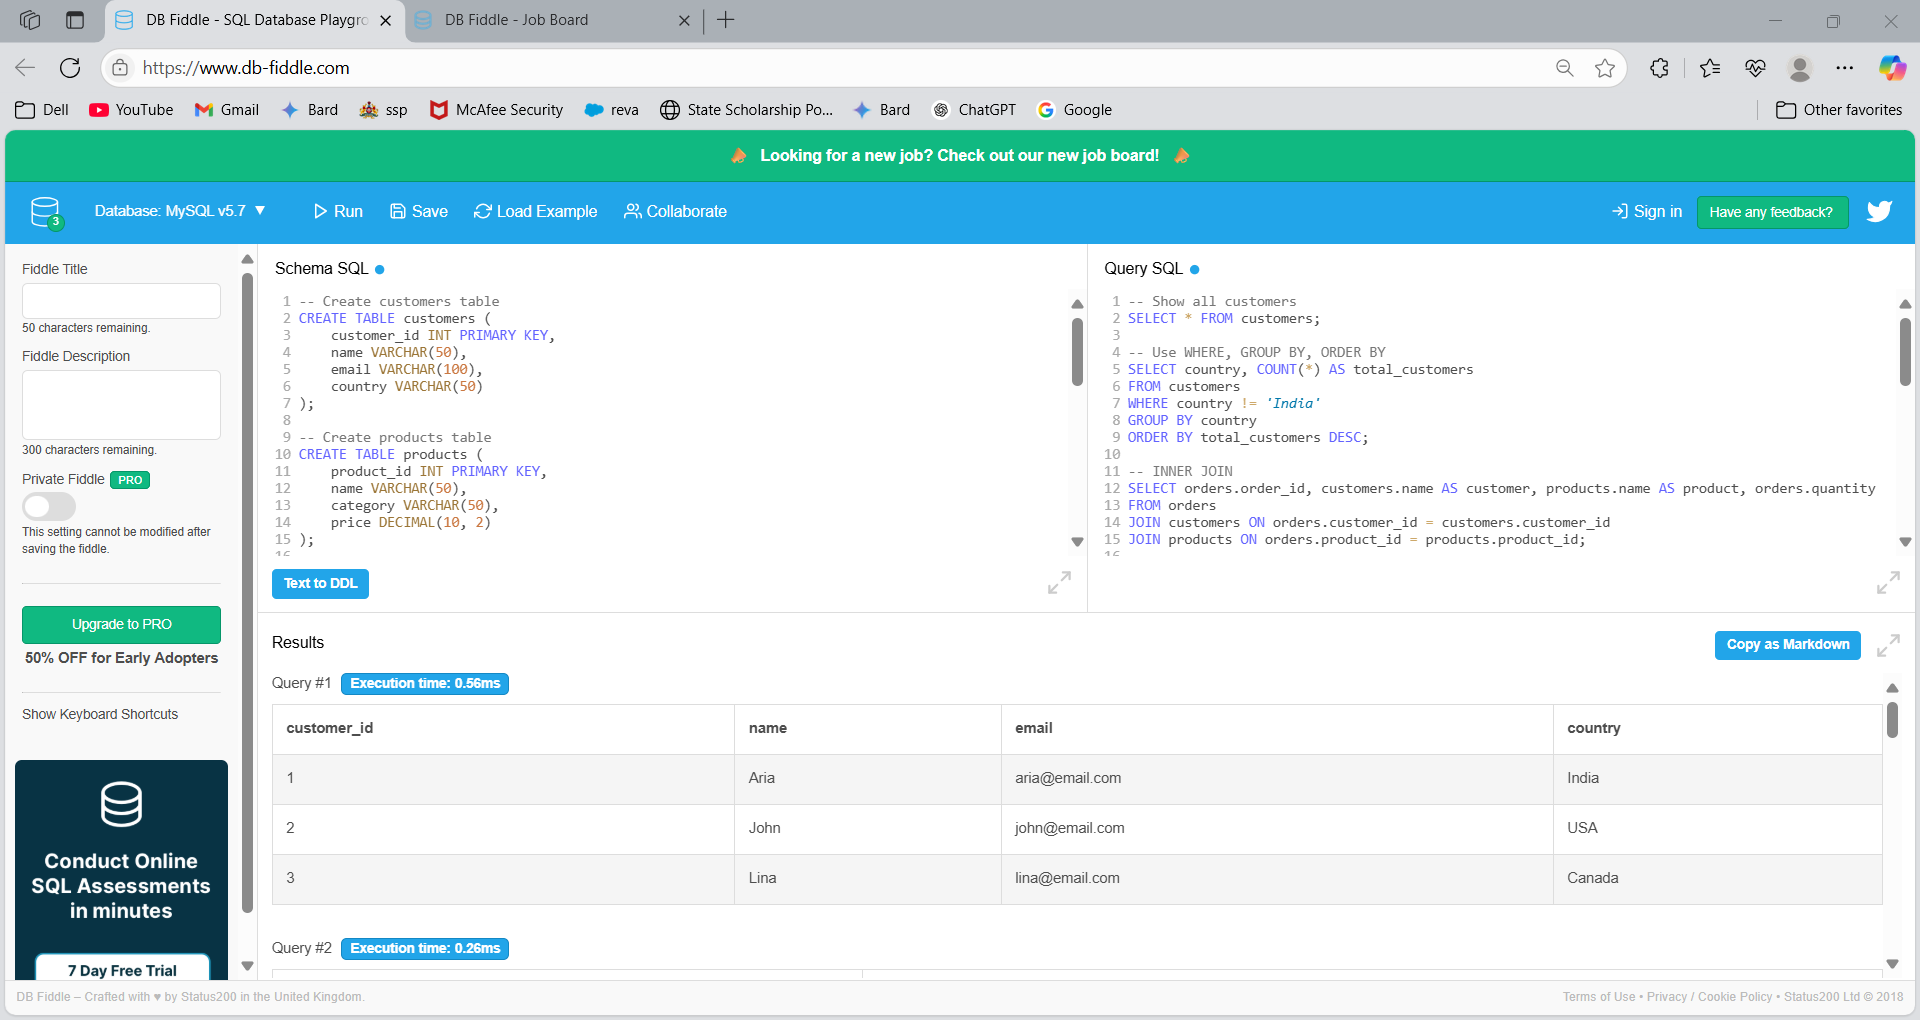 DB Fiddle - SQL Database Playgro
DB Fiddle - Job Board
https://www.db-fiddle.com
Dell
YouTube
Gmail
Bard
ssp
McAfee Security
reva
State Scholarship Po...
Bard
ChatGPT
Google
Other favorites
Looking for a new job? Check out our new job board!
3
Database: MySQL v5.7 ▼
Run
Save
Load Example
Collaborate
Sign in
Have any feedback?
Fiddle Title
50 characters remaining.
Fiddle Description
300 characters remaining.
Private Fiddle PRO
This setting cannot be modified after
saving the fiddle.
Upgrade to PRO
50% OFF for Early Adopters
Show Keyboard Shortcuts
Conduct Online
SQL Assessments
in minutes
7 Day Free Trial
Schema SQL
1 -- Create customers table
2 CREATE TABLE customers (
3     customer_id INT PRIMARY KEY,
4     name VARCHAR(50),
5     email VARCHAR(100),
6     country VARCHAR(50)
7 );
8
9 -- Create products table
10 CREATE TABLE products (
11     product_id INT PRIMARY KEY,
12     name VARCHAR(50),
13     category VARCHAR(50),
14     price DECIMAL(10, 2)
15 );
16
Text to DDL
Query SQL
1 -- Show all customers
2 SELECT * FROM customers;
3
4 -- Use WHERE, GROUP BY, ORDER BY
5 SELECT country, COUNT(*) AS total_customers
6 FROM customers
7 WHERE country != 'India'
8 GROUP BY country
9 ORDER BY total_customers DESC;
10
11 -- INNER JOIN
12 SELECT orders.order_id, customers.name AS customer, products.name AS product, orders.quantity
13 FROM orders
14 JOIN customers ON orders.customer_id = customers.customer_id
15 JOIN products ON orders.product_id = products.product_id;
16
Results
Copy as Markdown
Query #1 Execution time: 0.56ms
customer_id name email country
1 Aria aria@email.com India
2 John john@email.com USA
3 Lina lina@email.com Canada
Query #2 Execution time: 0.26ms
DB Fiddle – Crafted with ♥ by Status200 in the United Kingdom.
Terms of Use • Privacy / Cookie Policy • Status200 Ltd © 2018